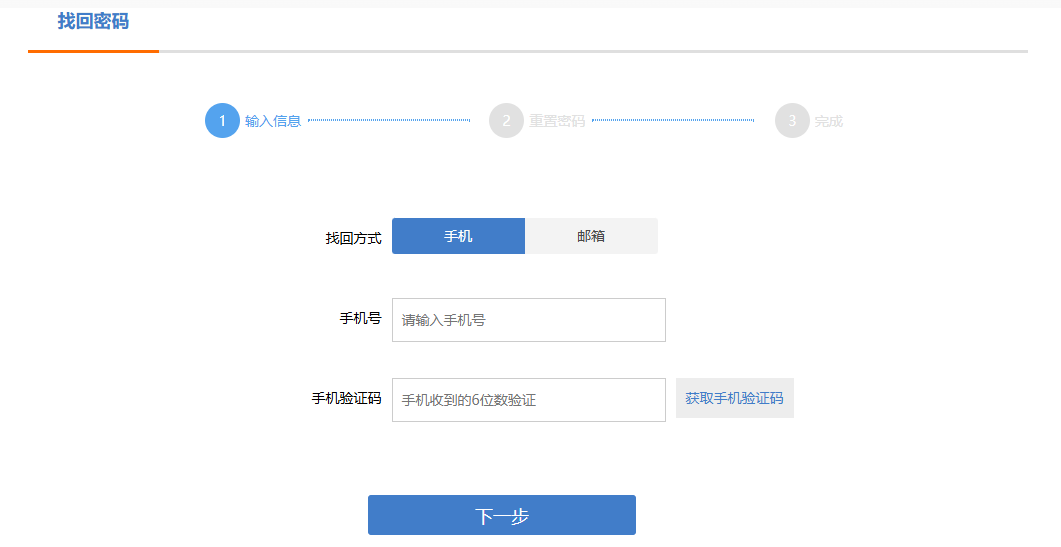 找回密码
1 输入信息 2 重置密码 3 完成
找回方式 手机 邮箱
手机号 请输入手机号
手机验证码 手机收到的6位数验证 获取手机验证码
下一步